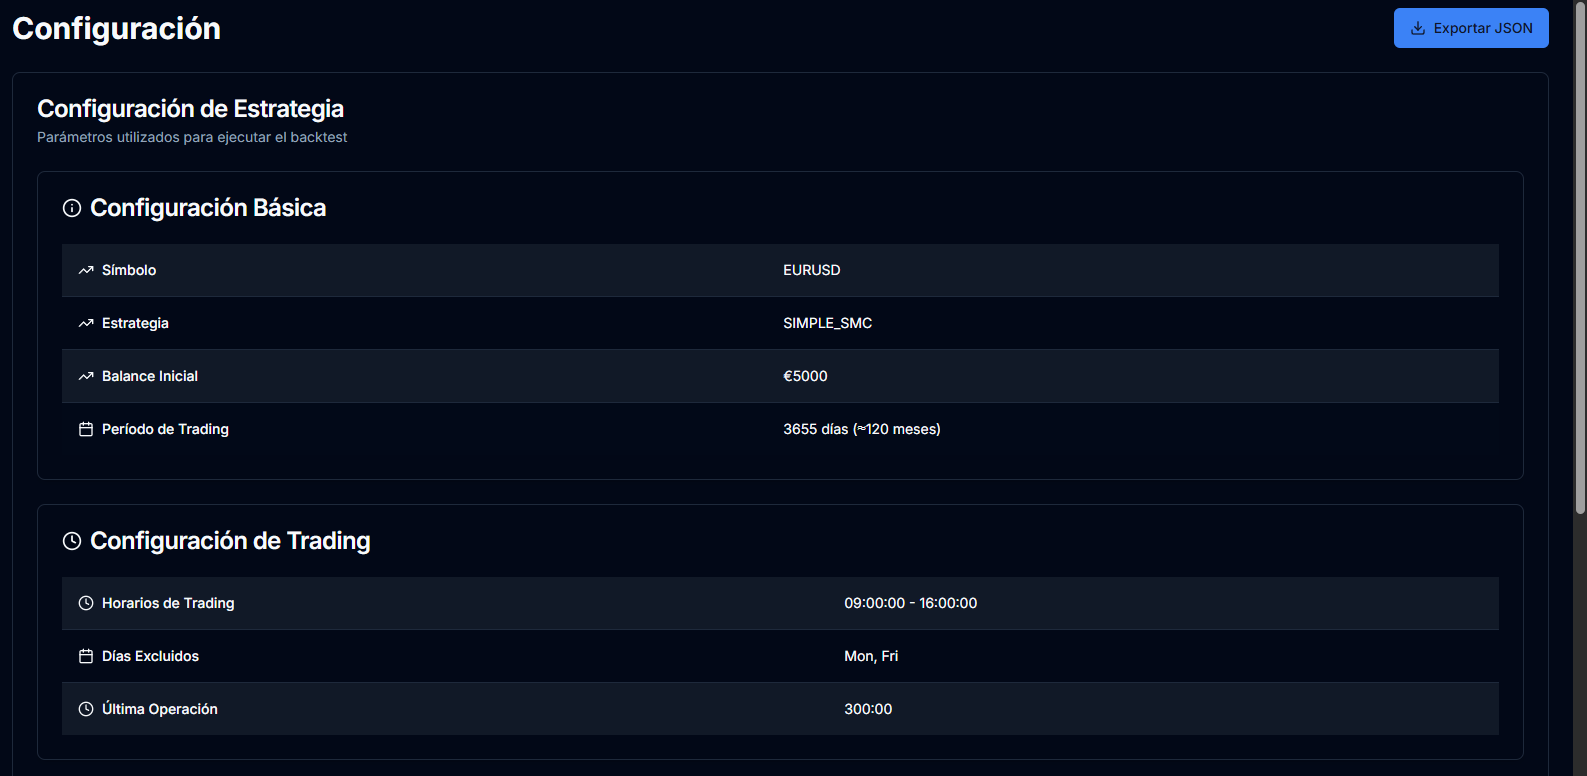 Configuración
Exportar JSON
Configuración de Estrategia
Parámetros utilizados para ejecutar el backtest
Configuración Básica
Símbolo EURUSD
Estrategia SIMPLE_SMC
Balance Inicial €5000
Período de Trading 3655 días (≈120 meses)
Configuración de Trading
Horarios de Trading 09:00:00 - 16:00:00
Días Excluidos Mon, Fri
Última Operación 300:00